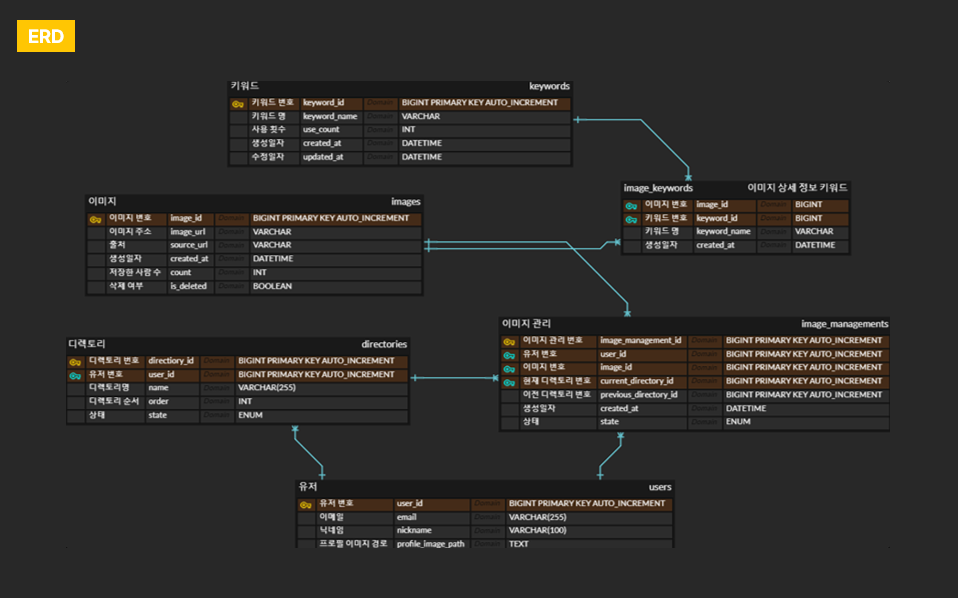 ERD
키워드 keywords
키워드 번호 keyword_id Domain BIGINT PRIMARY KEY AUTO_INCREMENT
키워드 명 keyword_name Domain VARCHAR
사용 횟수 use_count Domain INT
생성일자 created_at Domain DATETIME
수정일자 updated_at Domain DATETIME
image_keywords 이미지 상세 정보 키워드
이미지 번호 image_id Domain BIGINT
키워드 번호 keyword_id Domain BIGINT
키워드 명 keyword_name Domain VARCHAR
생성일자 created_at Domain DATETIME
이미지 images
이미지 번호 image_id Domain BIGINT PRIMARY KEY AUTO_INCREMENT
이미지 주소 image_url Domain VARCHAR
출처 source_url Domain VARCHAR
생성일자 created_at Domain DATETIME
저장한 사람 수 count Domain INT
삭제 여부 is_deleted Domain BOOLEAN
이미지 관리 image_managements
이미지 관리 번호 image_management_id Domain BIGINT PRIMARY KEY AUTO_INCREMENT
유저 번호 user_id Domain BIGINT PRIMARY KEY AUTO_INCREMENT
이미지 번호 image_id Domain BIGINT PRIMARY KEY AUTO_INCREMENT
현재 디렉토리 번호 current_directory_id Domain BIGINT PRIMARY KEY AUTO_INCREMENT
이전 디렉토리 번호 previous_directory_id Domain BIGINT PRIMARY KEY AUTO_INCREMENT
생성일자 created_at Domain DATETIME
상태 state Domain ENUM
디렉토리 directories
디렉토리 번호 directiory_id Domain BIGINT PRIMARY KEY AUTO_INCREMENT
유저 번호 user_id Domain BIGINT PRIMARY KEY AUTO_INCREMENT
디렉토리명 name Domain VARCHAR(255)
디렉토리 순서 order Domain INT
상태 state Domain ENUM
유저 users
유저 번호 user_id Domain BIGINT PRIMARY KEY AUTO_INCREMENT
이메일 email Domain VARCHAR(255)
닉네임 nickname Domain VARCHAR(100)
프로필 이미지 경로 profile_image_path Domain TEXT